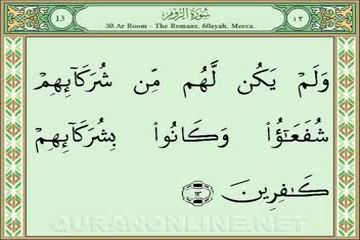 13 سُورَةُ الرُّومِ ١٣
30.Ar Room - The Romans. 60ayah. Mecca.
وَلَمْ يَكُن لَّهُم مِّن شُرَكَآئِهِمْ
شُفَعَٰٓؤُا۟ وَكَانُوا۟ بِشُرَكَآئِهِمْ
كَٰفِرِينَ ١٣
QURANONLINE.NET